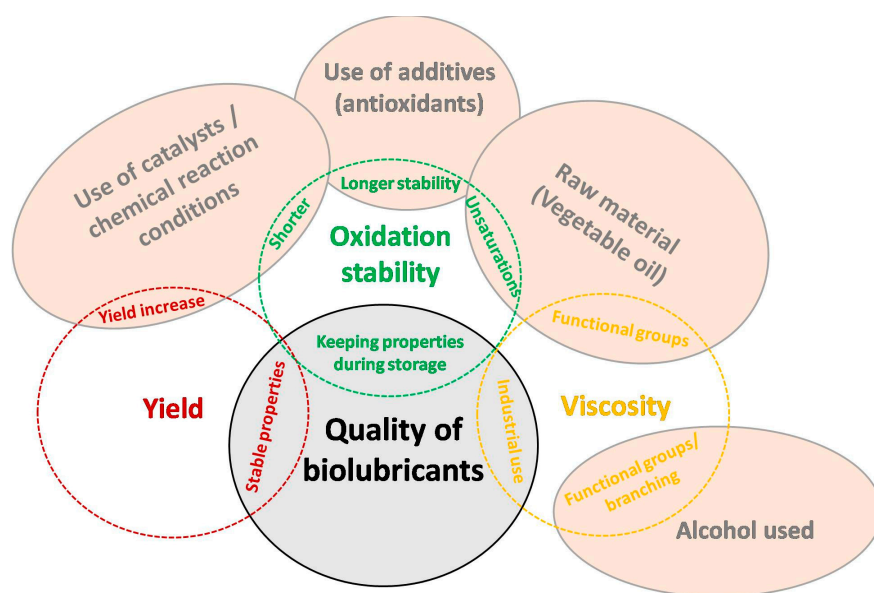 Use of additives
(antioxidants)
Use of catalysts /
chemical reaction
conditions
Raw material
(Vegetable oil)
Longer stability
Shorter
Unsaturations
Oxidation
stability
Yield increase
Functional groups
Keeping properties
during storage
Stable properties
Industrial use
Yield
Viscosity
Quality of
biolubricants
Functional groups/
branching
Alcohol used